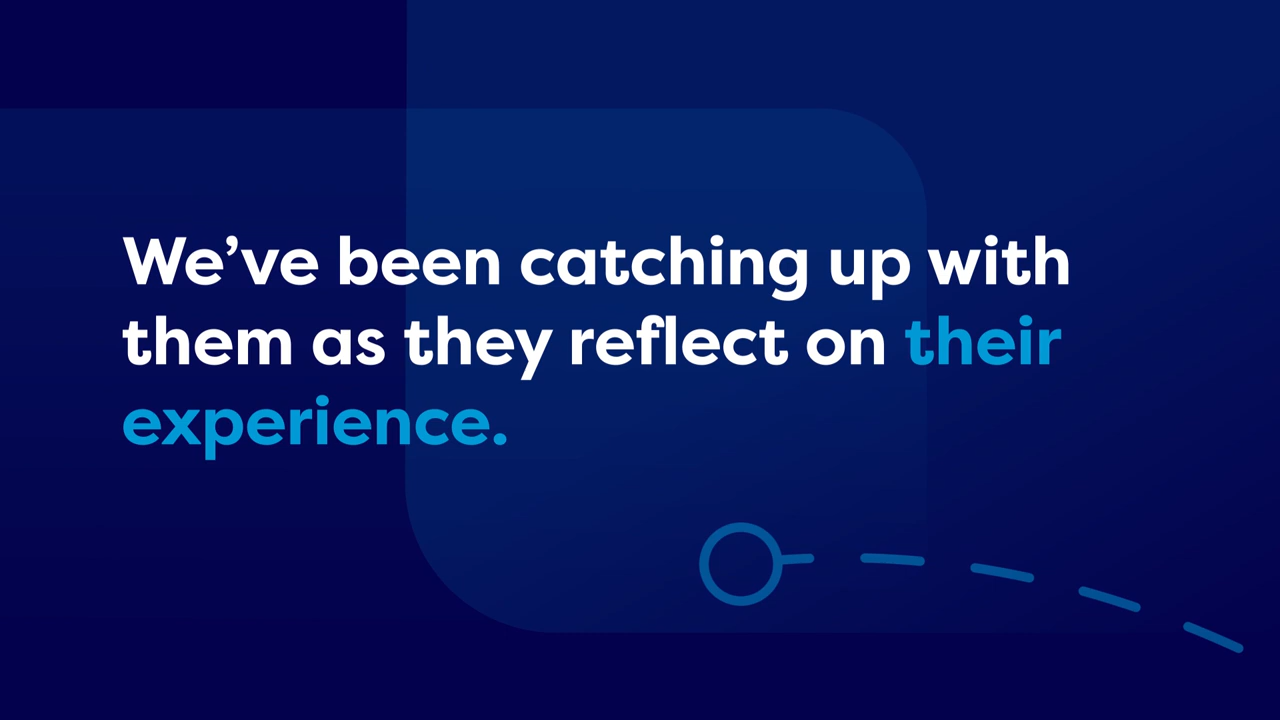 We’ve been catching up with
them as they reflect on their
experience.